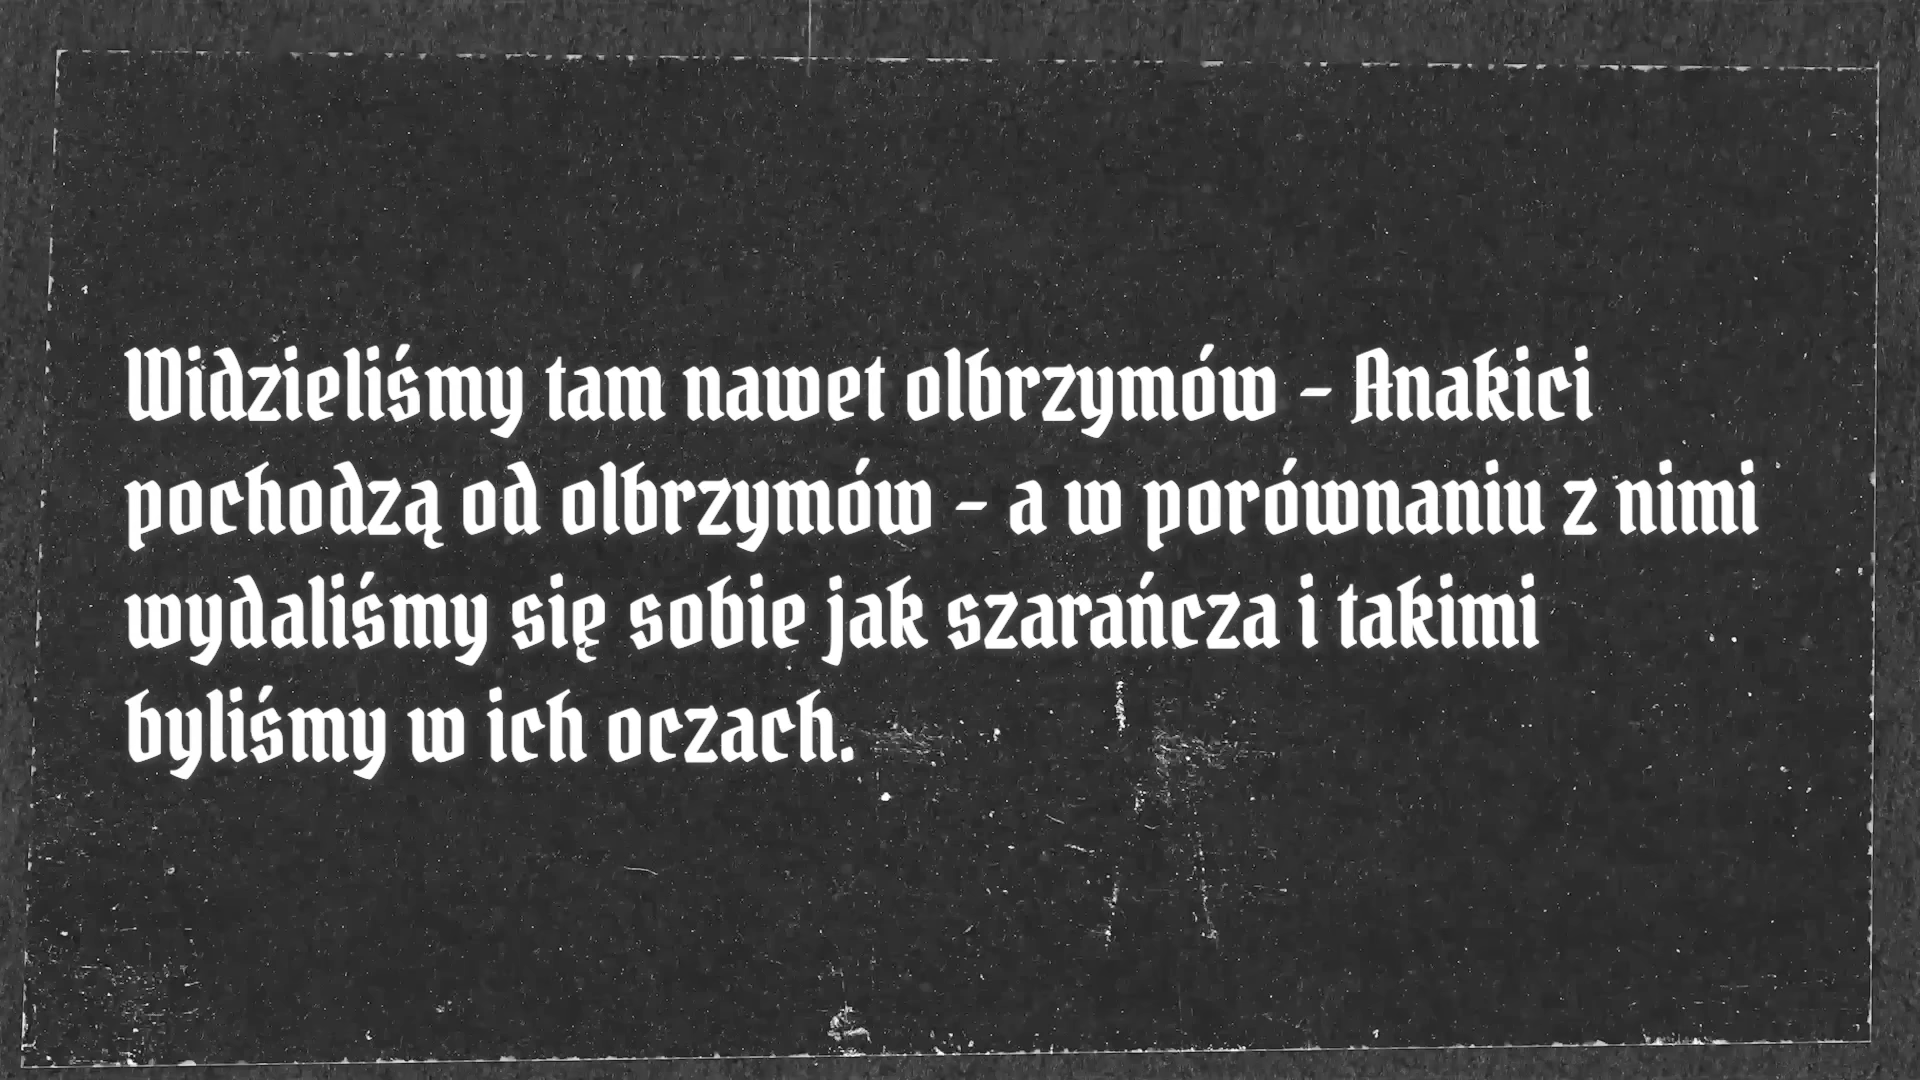 Widzieliśmy tam nawet olbrzymów - Anakici
pochodzą od olbrzymów - a w porównaniu z nimi
wydaliśmy się sobie jak szarańcza i takimi
byliśmy w ich oczach.